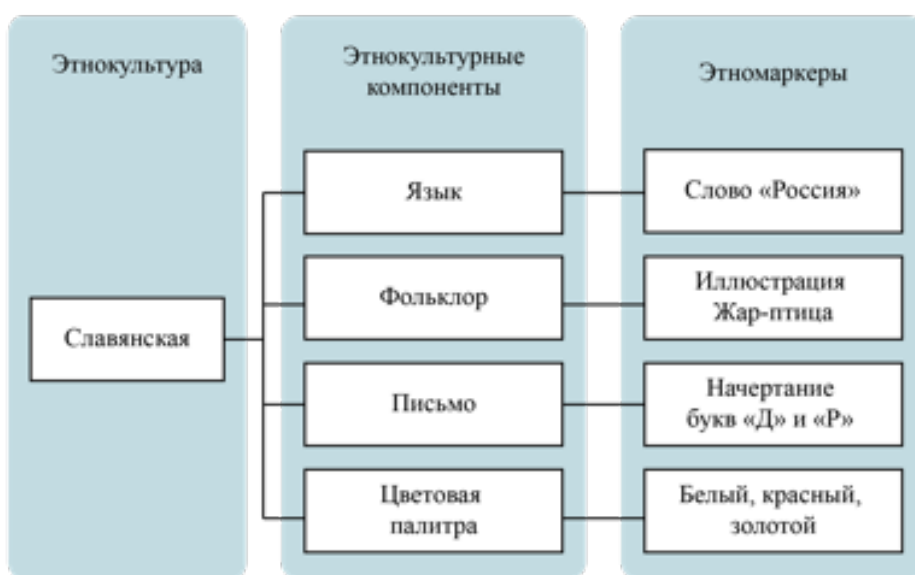 Этнокультура
Этнокультурные
компоненты
Этномаркеры
Славянская
Язык
Слово «Россия»
Фольклор
Иллюстрация
Жар-птица
Письмо
Начертание
букв «Д» и «Р»
Цветовая
палитра
Белый, красный,
золотой